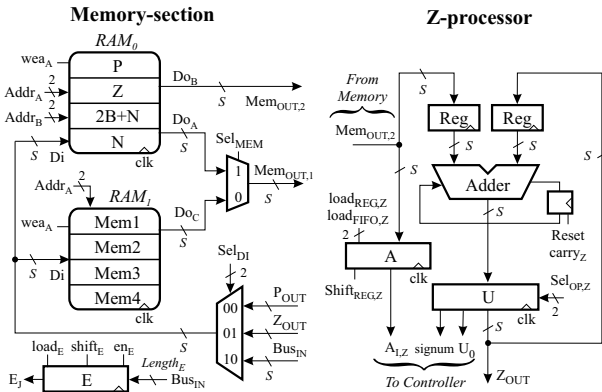 Memory-section
RAM0
weaA
P
AddrA
2
Z
DoB
S
MemOUT,2
AddrB
2
2B+N
DoA
S
N
S
Di
clk
SelMEM
1
0
MemOUT,1
S
AddrA
2
RAM1
weaA
Mem1
DoC
S
Mem2
S
Di
Mem3
Mem4
clk
SelDI
2
00
POUT
01
ZOUT
10
BusIN
S
S
loadE
shiftE
enE
EJ
E
LengthE
BusIN
Z-processor
From
Memory
MemOUT,2
S
Reg
Reg
S
S
S
S
Adder
S
Reset
carryZ
loadREG,Z
loadFIFO,Z
2
A
clk
ShiftREG,Z
U
clk
SelOP,Z
2
AI,Z
signum
U0
S
To Controller
ZOUT